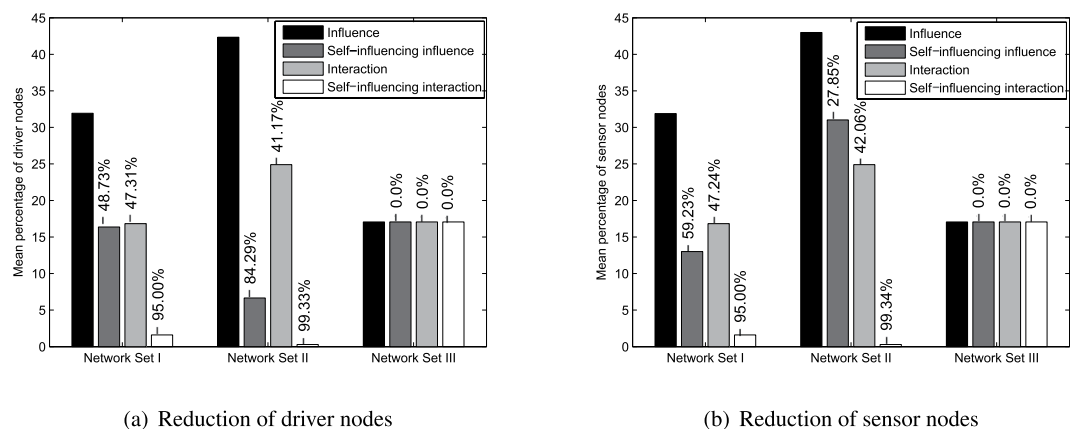 45
40
35
30
25
20
15
10
5
0
Mean percentage of driver nodes
Influence
Self−influencing influence
Interaction
Self−influencing interaction
48.73%
47.31%
95.00%
84.29%
41.17%
99.33%
0.0%
0.0%
0.0%
Network Set I
Network Set II
Network Set III
(a) Reduction of driver nodes
45
40
35
30
25
20
15
10
5
0
Mean percentage of sensor nodes
Influence
Self−influencing influence
Interaction
Self−influencing interaction
59.23%
47.24%
95.00%
27.85%
42.06%
99.34%
0.0%
0.0%
0.0%
Network Set I
Network Set II
Network Set III
(b) Reduction of sensor nodes